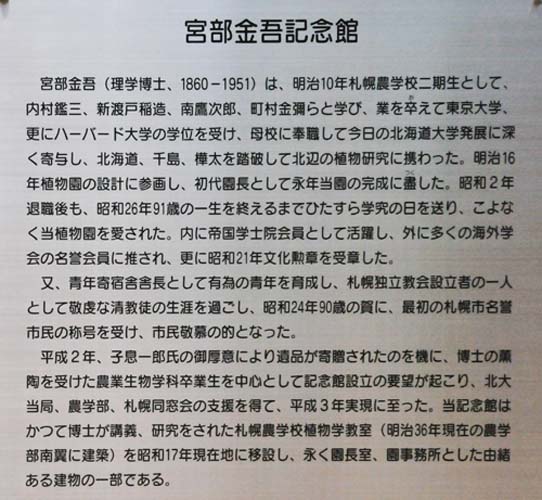 宮部金吾記念館
宮部金吾（理学博士、1860－1951）は、明治10年札幌農学校二期生として、
内村鑑三、新渡戸稲造、南鷹次郎、町村金彌らと学び、業を卒えて東京大学、
更にハーバード大学の学位を受け、母校に奉職して今日の北海道大学発展に深
く寄与し、北海道、千島、樺太を踏破して北辺の植物研究に携わった。明治16
年植物園の設計に参画し、初代園長として永年当園の完成に盡した。昭和２年
退職後も、昭和26年91歳の一生を終えるまでひたすら学究の日を送り、こよな
く当植物園を愛された。内に帝国学士院会員として活躍し、外に多くの海外学
会の名誉会員に推され、更に昭和21年文化勲章を受章した。
又、青年寄宿舎舎長として有為の青年を育成し、札幌独立教会設立者の一人
として敬虔な清教徒の生涯を過ごし、昭和24年90歳の賀に、最初の札幌市名誉
市民の称号を受け、市民敬慕の的となった。
平成２年、子息一郎氏の御厚意により遺品が寄贈されたのを機に、博士の薫
陶を受けた農業生物学科卒業生を中心として記念館設立の要望が起こり、北大
当局、農学部、札幌同窓会の支援を得て、平成３年実現に至った。当記念館は
かつて博士が講義、研究をされた札幌農学校植物学教室（明治36年現在の農学
部南翼に建築）を昭和17年現在地に移設し、永く園長室、園事務所とした由緒
ある建物の一部である。